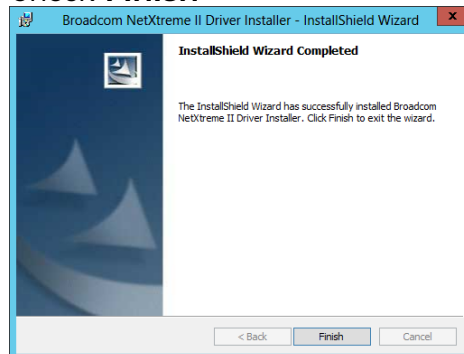 Broadcom NetXtreme II Driver Installer - InstallShield Wizard x
InstallShield Wizard Completed
The InstallShield Wizard has successfully installed Broadcom
NetXtreme II Driver Installer. Click Finish to exit the wizard.
< Back Finish Cancel